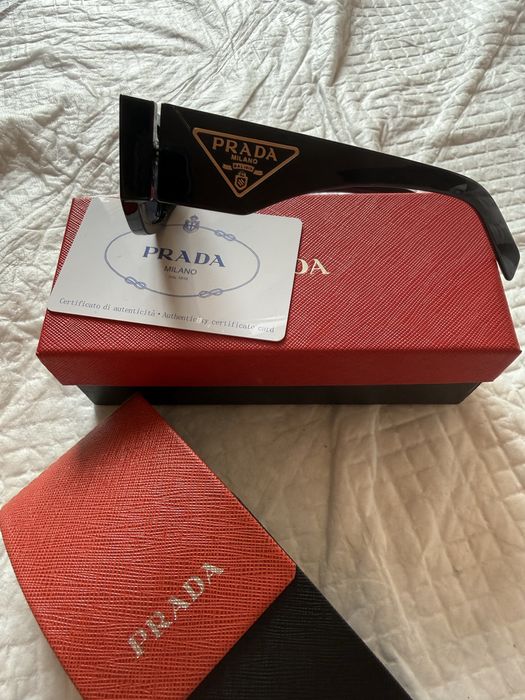 PRADA
MILANO
PRADA
MILANO
Certificato di autenticità • Authenticity certificate card
DA
PRADA